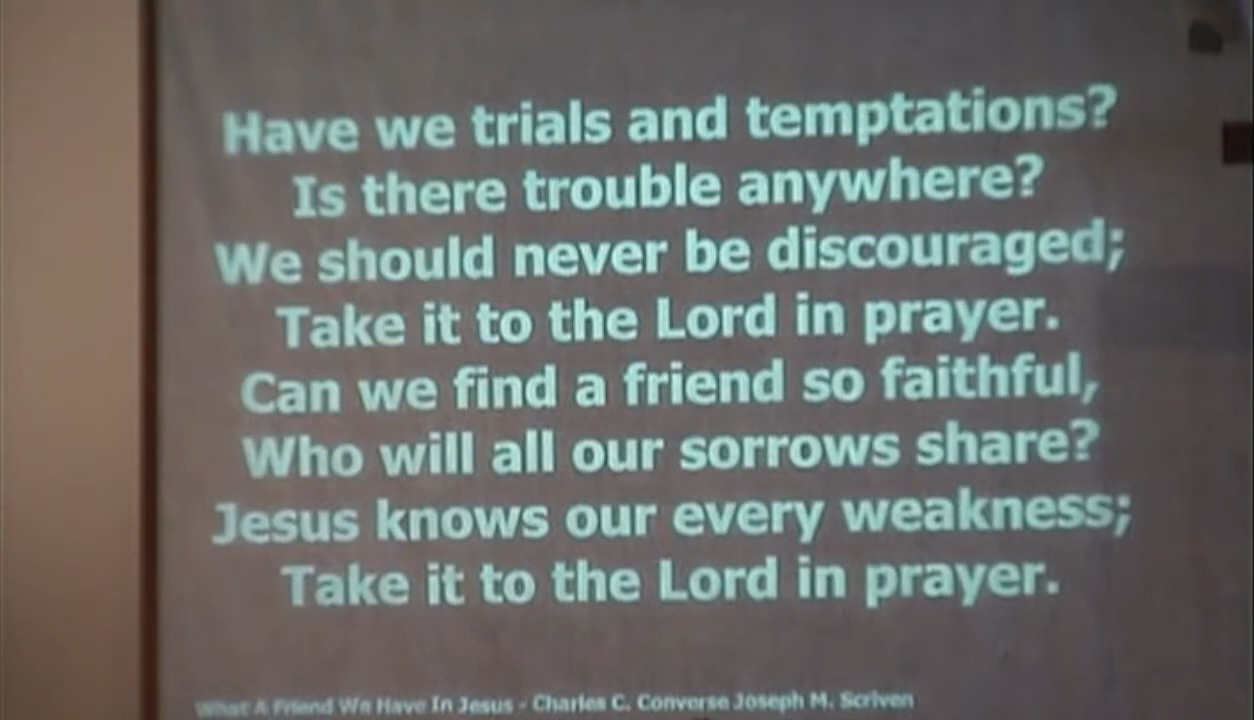 Have we trials and temptations?
Is there trouble anywhere?
We should never be discouraged;
Take it to the Lord in prayer.
Can we find a friend so faithful,
Who will all our sorrows share?
Jesus knows our every weakness;
Take it to the Lord in prayer.
What A Friend We Have In Jesus - Charles C. Converse Joseph M. Scriven